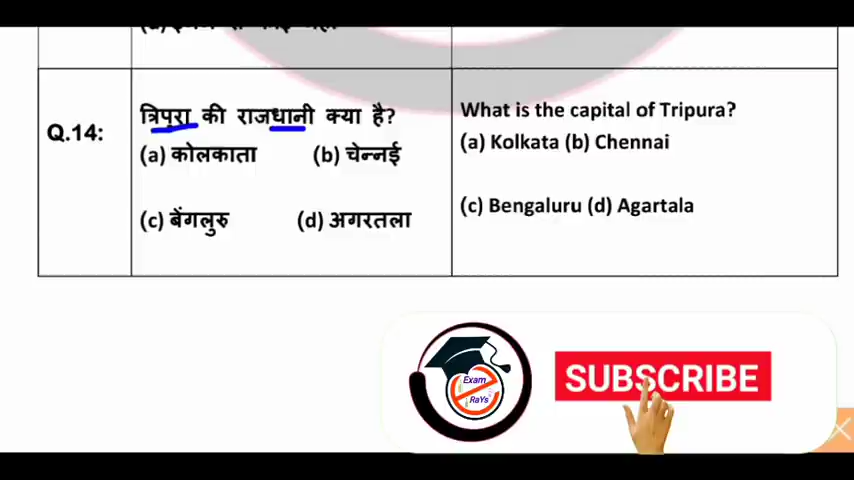 Q.14:
त्रिपुरा की राजधानी क्या है?
(a) कोलकाता (b) चेन्नई
(c) बेंगलुरु (d) अगरतला
What is the capital of Tripura?
(a) Kolkata (b) Chennai
(c) Bengaluru (d) Agartala
Exam
RaYs
SUBSCRIBE